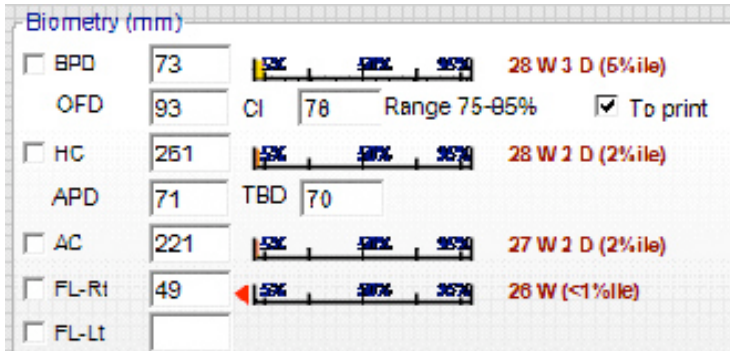 Biometry (mm)
BPD 73 5% 50% 95% 28 W 3 D (5%ile)
OFD 93 CI 78 Range 75-85% To print
HC 261 5% 50% 95% 28 W 2 D (2%ile)
APD 71 TBD 70
AC 221 5% 50% 95% 27 W 2 D (2%ile)
FL-Rt 49 5% 50% 95% 26 W (<1%ile)
FL-Lt